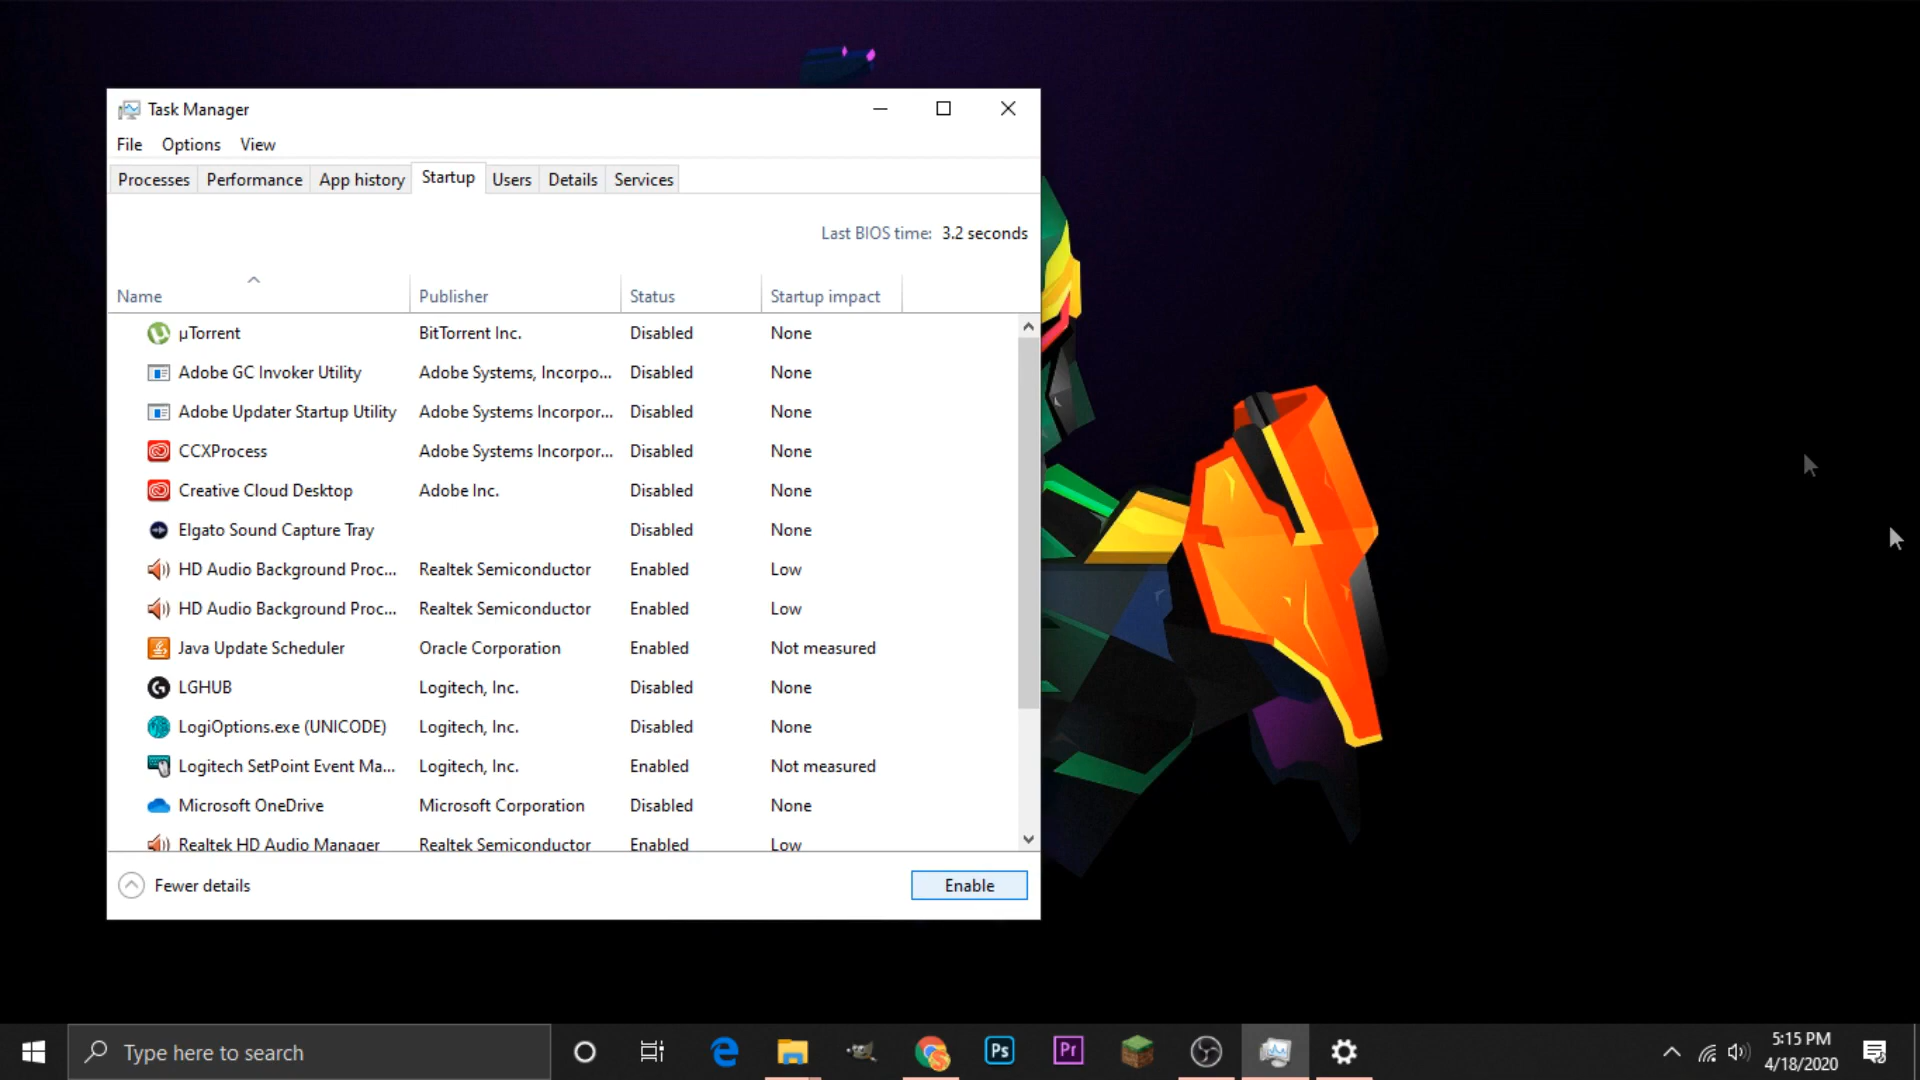 Task Manager
File Options View
Processes Performance App history Startup Users Details Services
Last BIOS time: 3.2 seconds
Name Publisher Status Startup impact
µTorrent BitTorrent Inc. Disabled None
Adobe GC Invoker Utility Adobe Systems, Incorpo... Disabled None
Adobe Updater Startup Utility Adobe Systems Incorpor... Disabled None
CCXProcess Adobe Systems Incorpor... Disabled None
Creative Cloud Desktop Adobe Inc. Disabled None
Elgato Sound Capture Tray Disabled None
HD Audio Background Proc... Realtek Semiconductor Enabled Low
HD Audio Background Proc... Realtek Semiconductor Enabled Low
Java Update Scheduler Oracle Corporation Enabled Not measured
LGHUB Logitech, Inc. Disabled None
LogiOptions.exe (UNICODE) Logitech, Inc. Disabled None
Logitech SetPoint Event Ma... Logitech, Inc. Enabled Not measured
Microsoft OneDrive Microsoft Corporation Disabled None
Realtek HD Audio Manager Realtek Semiconductor Enabled Low
Fewer details Enable
Type here to search Ps Pr 5:15 PM
4/18/2020